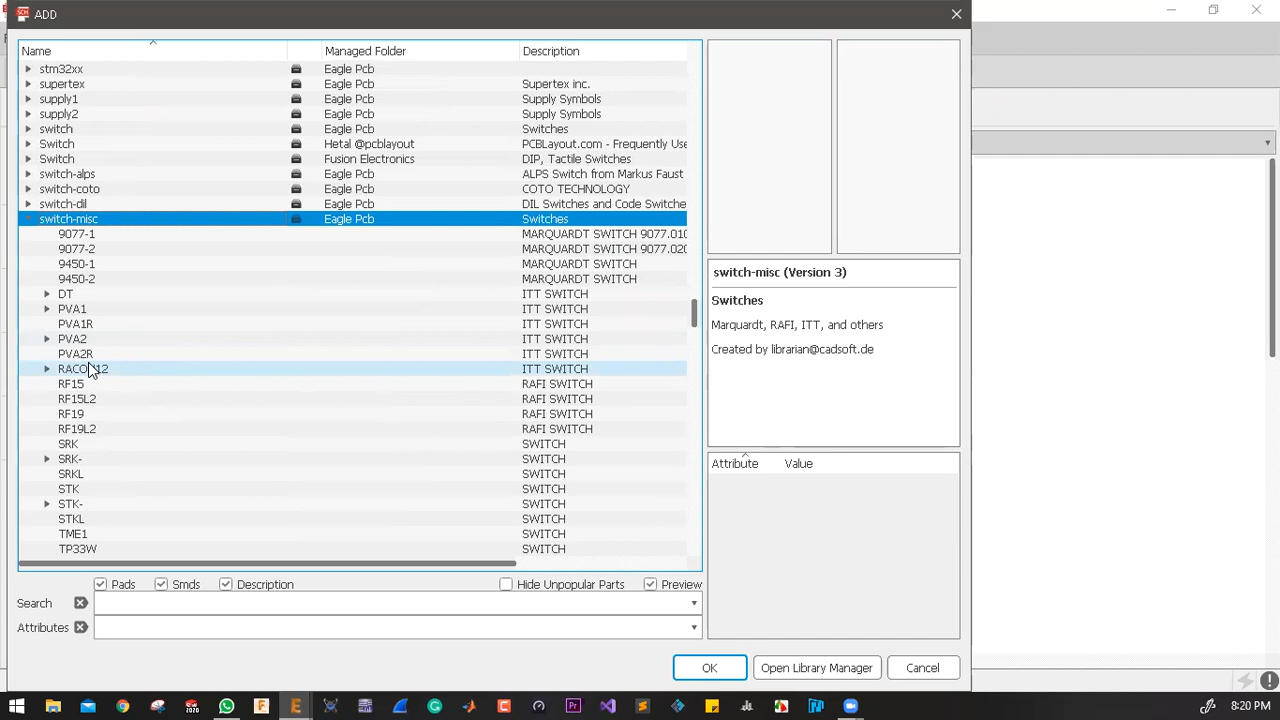 ADD
Name Managed Folder Description
stm32xx Eagle Pcb
supertex Eagle Pcb Supertex inc.
supply1 Eagle Pcb Supply Symbols
supply2 Eagle Pcb Supply Symbols
switch Eagle Pcb Switches
Switch Hetal @pcblayout PCBLayout.com - Frequently Use
Switch Fusion Electronics DIP, Tactile Switches
switch-alps Eagle Pcb ALPS Switch from Markus Faust
switch-coto Eagle Pcb COTO TECHNOLOGY
switch-dil Eagle Pcb DIL Switches and Code Switche
switch-misc Eagle Pcb Switches
9077-1 MARQUARDT SWITCH 9077.010
9077-2 MARQUARDT SWITCH 9077.020
9450-1 MARQUARDT SWITCH
9450-2 MARQUARDT SWITCH
DT ITT SWITCH
PVA1 ITT SWITCH
PVA1R ITT SWITCH
PVA2 ITT SWITCH
PVA2R ITT SWITCH
ITT SWITCH
RF15 RAFI SWITCH
RF15L2 RAFI SWITCH
RF19 RAFI SWITCH
RF19L2 RAFI SWITCH
SRK SWITCH
SRK- SWITCH
SRKL SWITCH
STK SWITCH
STK- SWITCH
STKL SWITCH
TME1 SWITCH
TP33W SWITCH
switch-misc (Version 3)
Switches
Marquardt, RAFI, ITT, and others
Created by librarian@cadsoft.de
Attribute Value
Pads Smds Description Hide Unpopular Parts Preview
Search
Attributes
OK Open Library Manager Cancel
8:20 PM